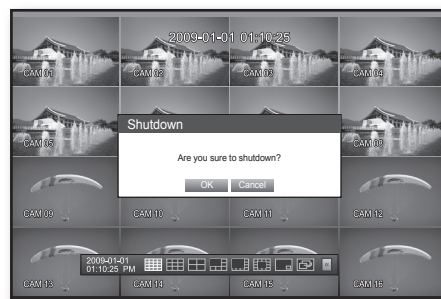 2009-01-01 01:10:25
CAM 01 CAM 02 CAM 03 CAM 04
CAM 05 CAM 08
Shutdown
Are you sure to shutdown?
OK Cancel
CAM 09 CAM 10 CAM 11 CAM 12
2009-01-01
01:10:25 PM
CAM 13 CAM 14 CAM 15 CAM 16